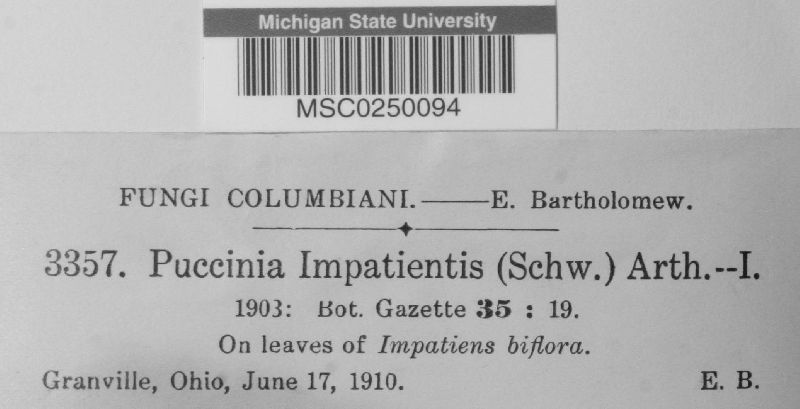 Michigan State University
MSC0250094
FUNGI COLUMBIANI.——E. Bartholomew.
3357. Puccinia Impatientis (Schw.) Arth.--I.
1903: Bot. Gazette 35 : 19.
On leaves of Impatiens biflora.
Granville, Ohio, June 17, 1910. E. B.